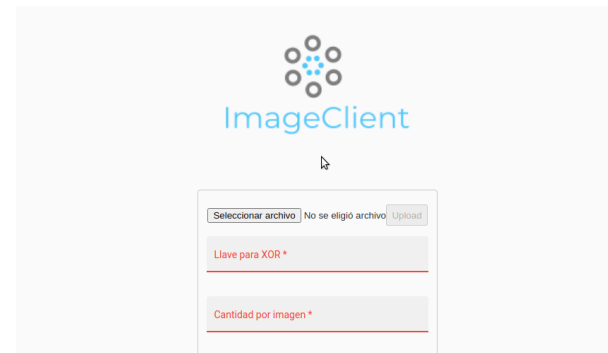 ImageClient
Seleccionar archivo No se eligió archivo Upload
Llave para XOR *
Cantidad por imagen *